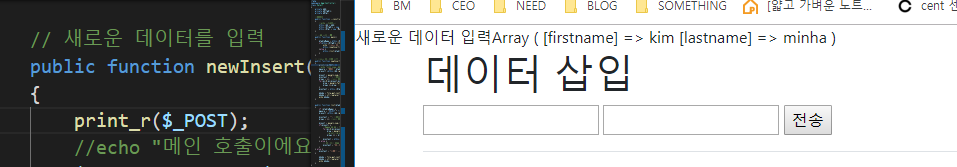 // 새로운 데이터를 입력
public function newInsert(
{
print_r($_POST);
//echo "메인 호출이에요
BM CEO NEED BLOG SOMETHING [얇고 가벼운 노트... cent 센
새로운 데이터 입력Array ( [firstname] => kim [lastname] => minha )
데이터 삽입
전송